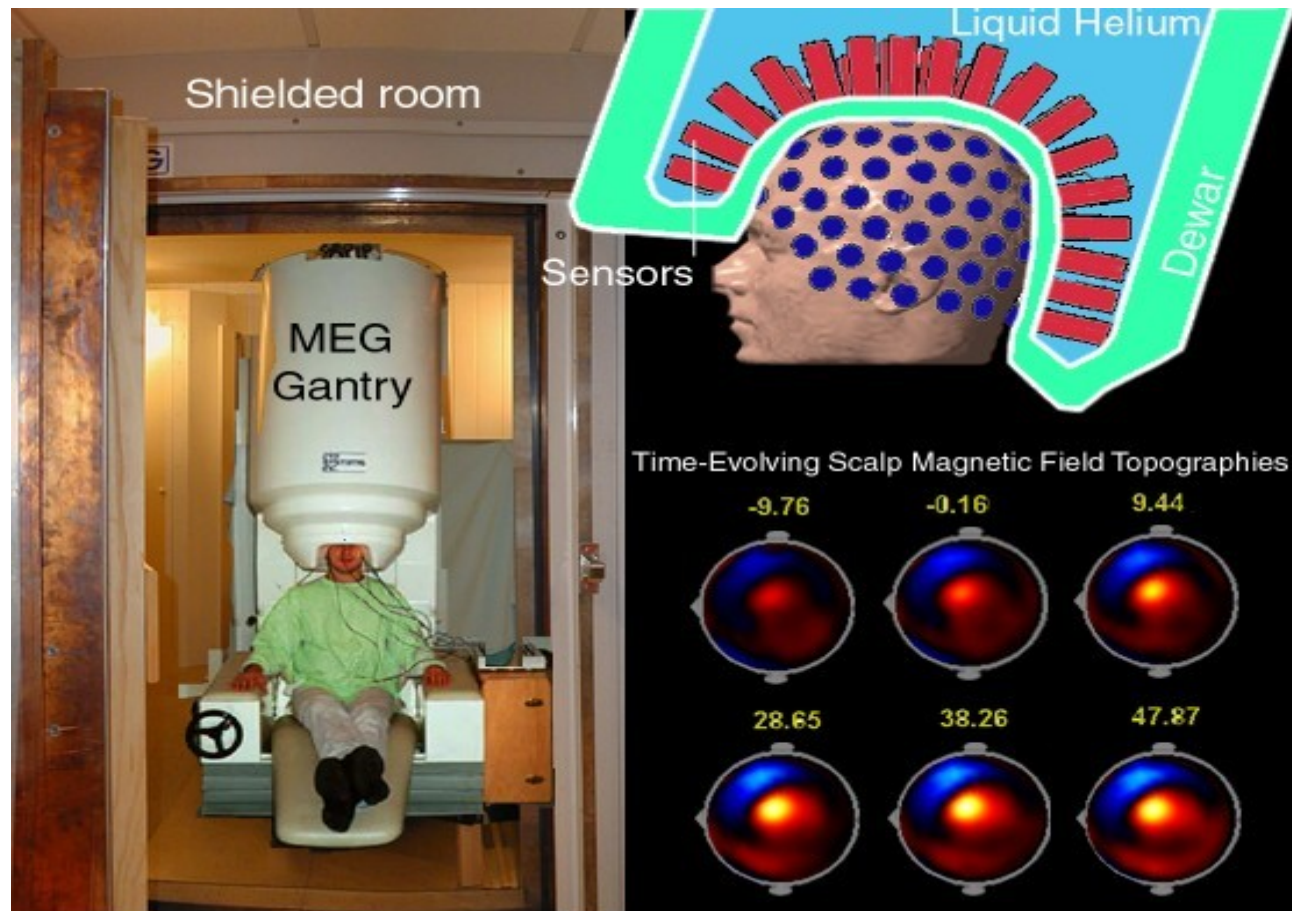 Shielded room
G
MEG
Gantry
Liquid Helium
Sensors
Dewar
Time-Evolving Scalp Magnetic Field Topographies
-9.76
-0.16
9.44
28.65
38.26
47.87